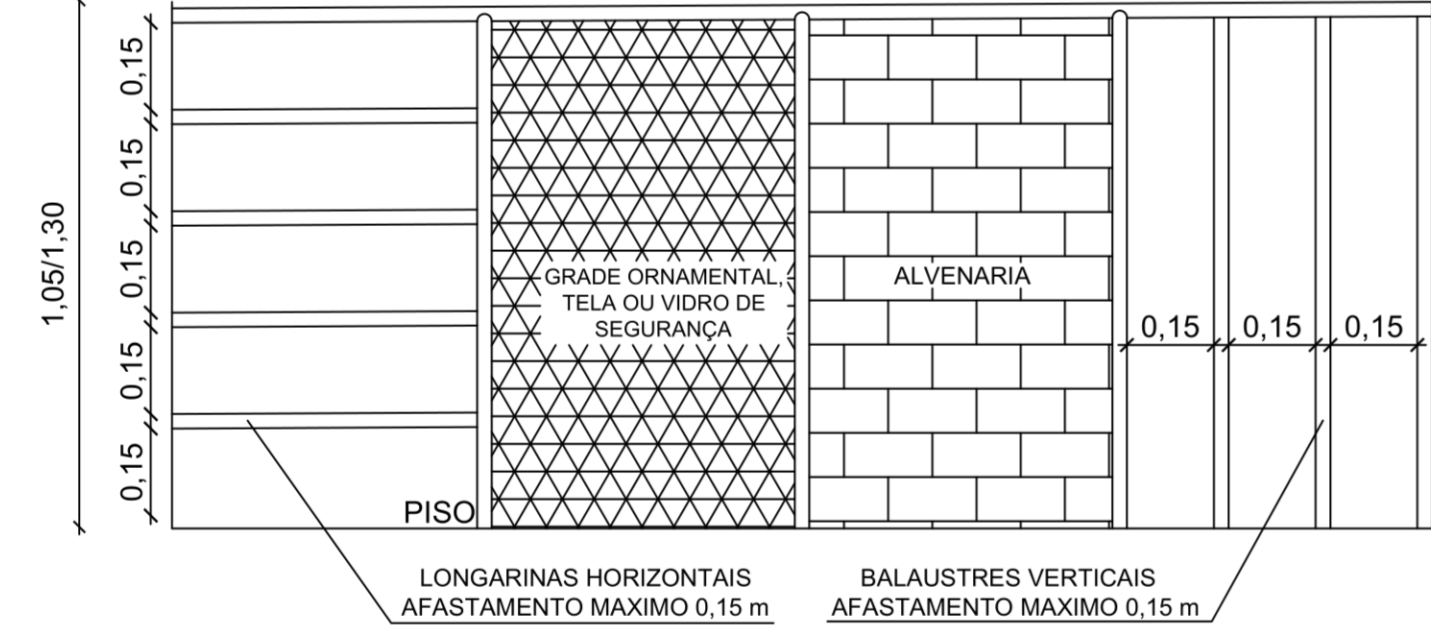 1,05/1,30
0,15
0,15
0,15
0,15
0,15
GRADE ORNAMENTAL,
TELA OU VIDRO DE
SEGURANÇA
ALVENARIA
0,15 0,15 0,15
PISO
LONGARINAS HORIZONTAIS
AFASTAMENTO MAXIMO 0,15 m
BALAUSTRES VERTICAIS
AFASTAMENTO MAXIMO 0,15 m